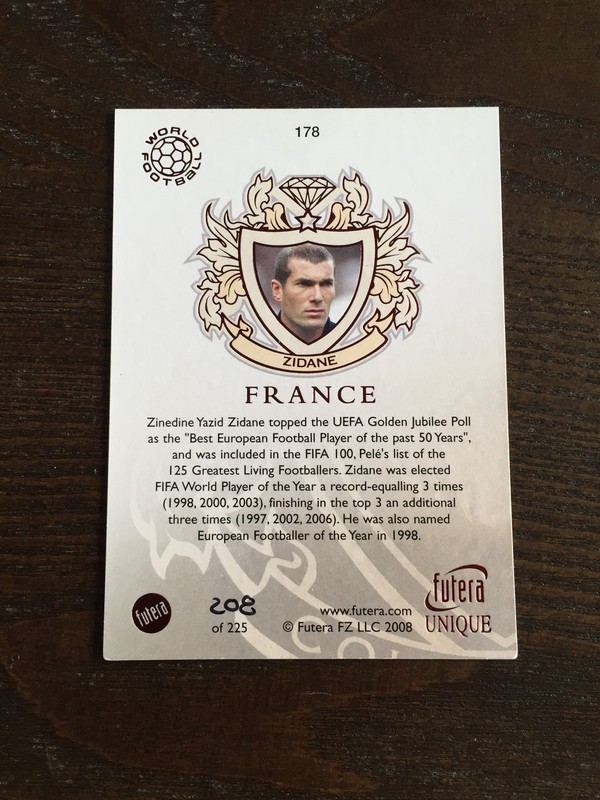 WORLD FOOTBALL
178
ZIDANE
FRANCE
Zinedine Yazid Zidane topped the UEFA Golden Jubilee Poll
as the "Best European Football Player of the past 50 Years",
and was included in the FIFA 100, Pelé's list of the
125 Greatest Living Footballers. Zidane was elected
FIFA World Player of the Year a record-equalling 3 times
(1998, 2000, 2003), finishing in the top 3 an additional
three times (1997, 2002, 2006). He was also named
European Footballer of the Year in 1998.
futera
208
of 225
www.futera.com
© Futera FZ LLC 2008
futera
UNIQUE